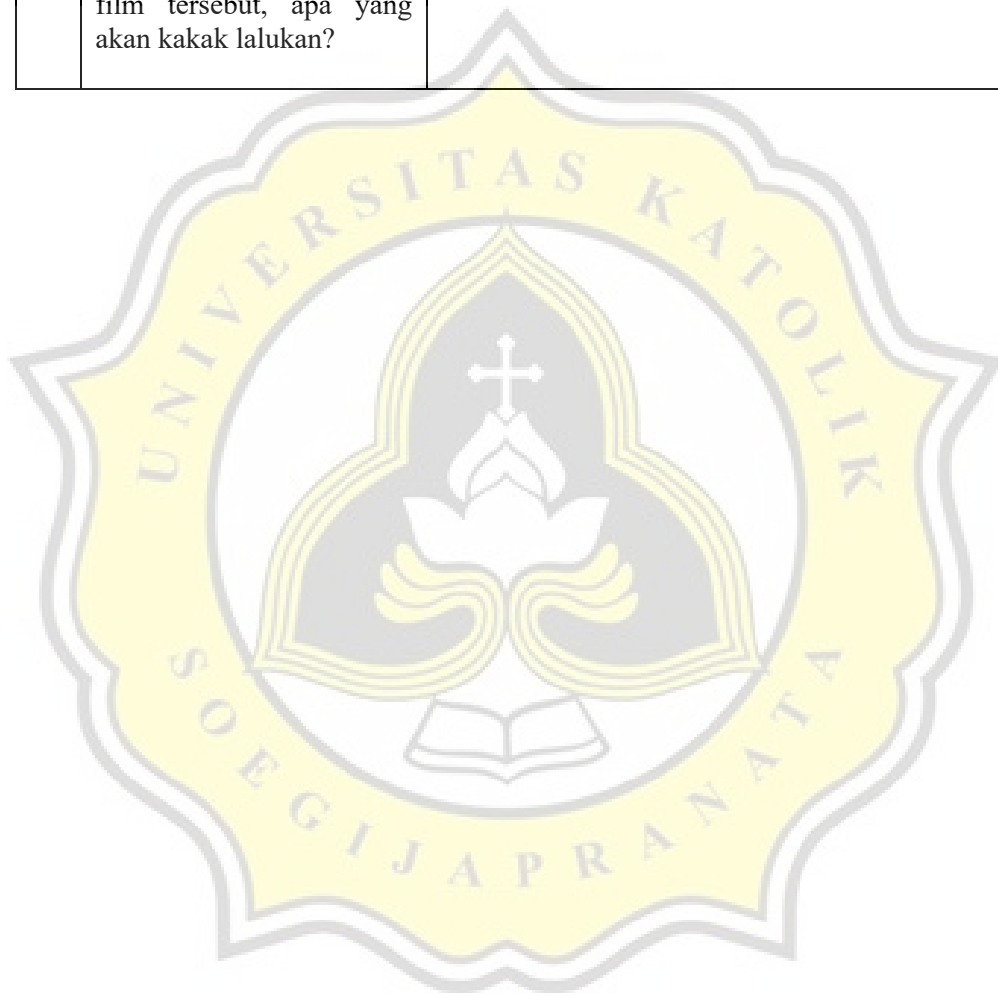 film tersebut, apa yang
akan kakak lalukan?
UNIVERSITAS KATOLIK
SOEGIJAPRANATA